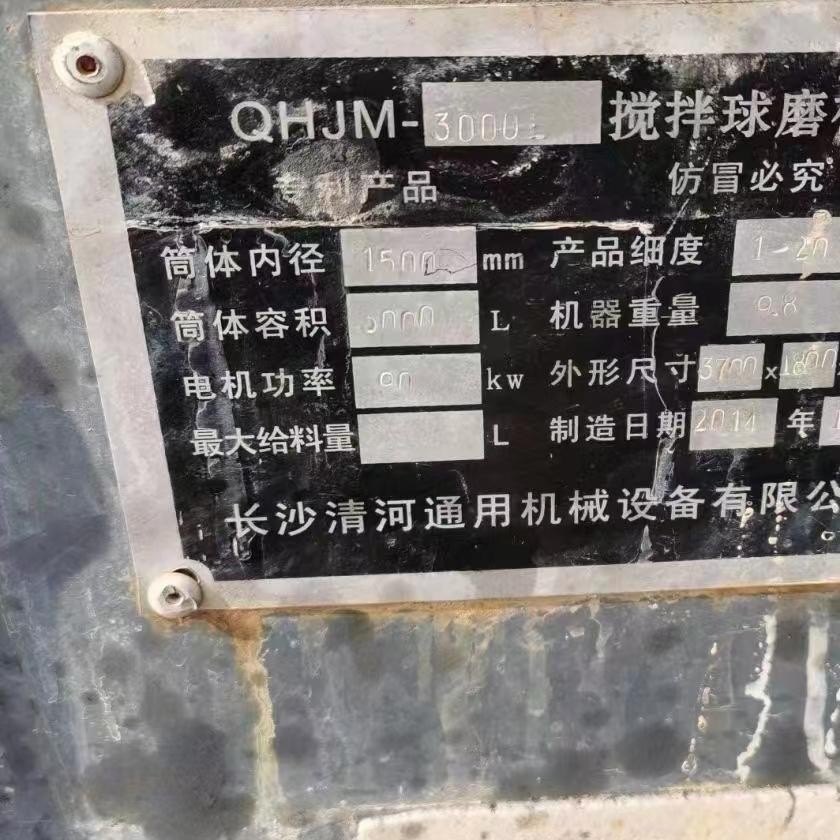 QHJM-3000L 搅拌球磨
专利产品 仿冒必究
筒体内径 1500 mm 产品细度 1-20
筒体容积 3000 L 机器重量 9.8
电机功率 90 kw 外形尺寸 3700x1800
最大给料量 L 制造日期 2014 年
长沙清河通用机械设备有限公